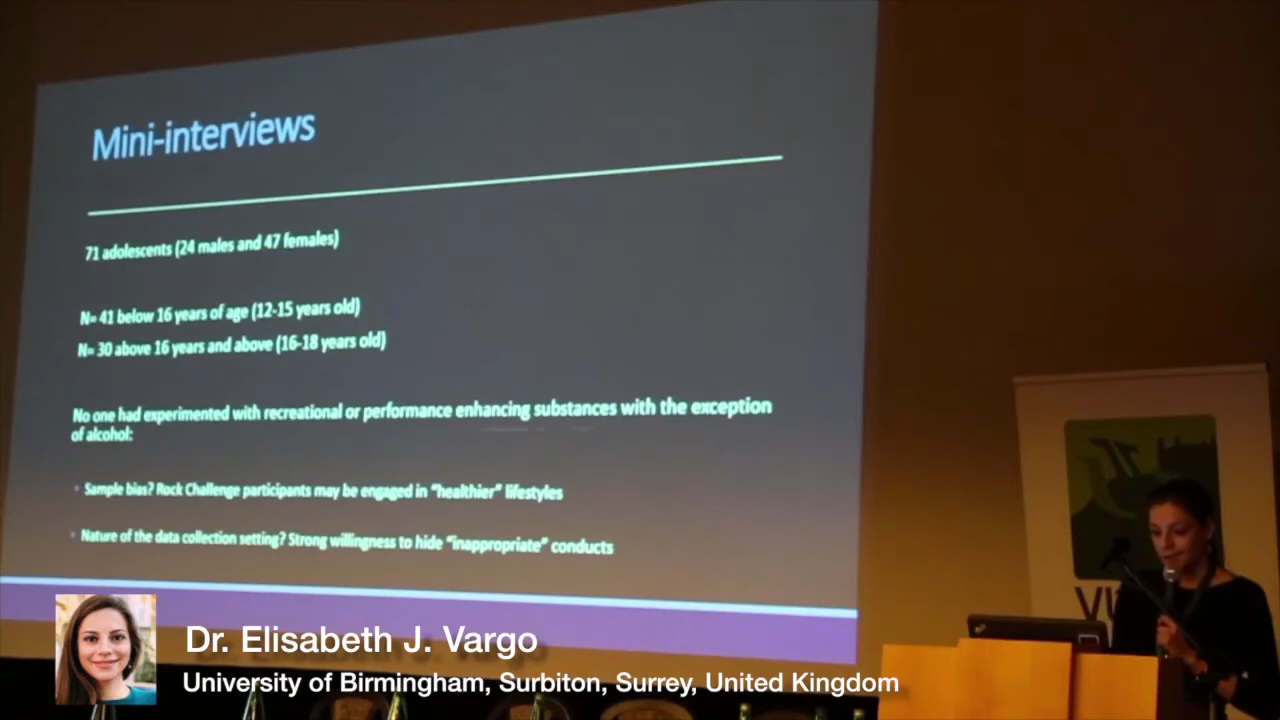 Mini-interviews
71 adolescents (24 males and 47 females)
N= 41 below 16 years of age (12-15 years old)
N= 30 above 16 years and above (16-18 years old)
No one had experimented with recreational or performance enhancing substances with the exception
of alcohol:
Sample bias? Rock Challenge participants may be engaged in “healthier” lifestyles
Nature of the data collection setting? Strong willingness to hide “inappropriate” conducts
Dr. Elisabeth J. Vargo
University of Birmingham, Surbiton, Surrey, United Kingdom